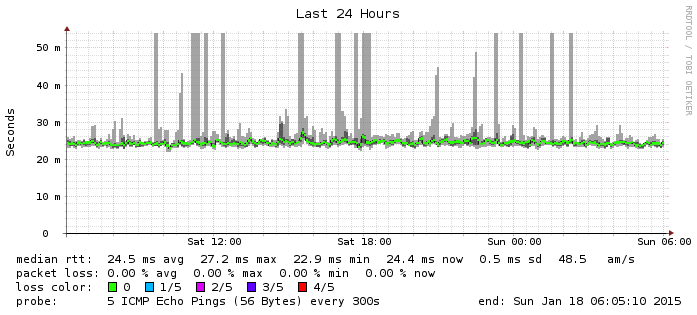 Last 24 Hours
RRDTOOL / TOBI OETIKER
Seconds
50 m
40 m
30 m
20 m
10 m
0
Sat 12:00 Sat 18:00 Sun 00:00 Sun 06:00
median rtt: 24.5 ms avg 27.2 ms max 22.9 ms min 24.4 ms now 0.5 ms sd 48.5 am/s
packet loss: 0.00 % avg 0.00 % max 0.00 % min 0.00 % now
loss color: 0 1/5 2/5 3/5 4/5
probe: 5 ICMP Echo Pings (56 Bytes) every 300s end: Sun Jan 18 06:05:10 2015